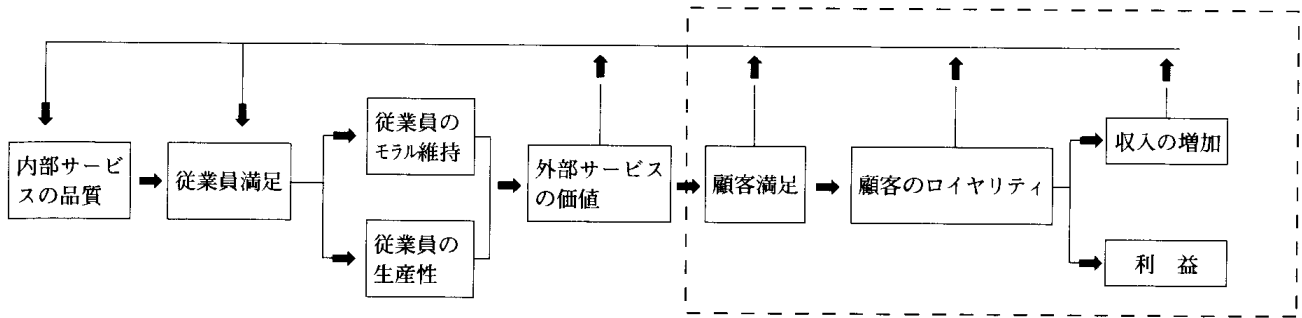 内部サービ
スの品質
従業員満足
従業員の
モラル維持
従業員の
生産性
外部サービス
の価値
顧客満足
顧客のロイヤリティ
収入の増加
利　益